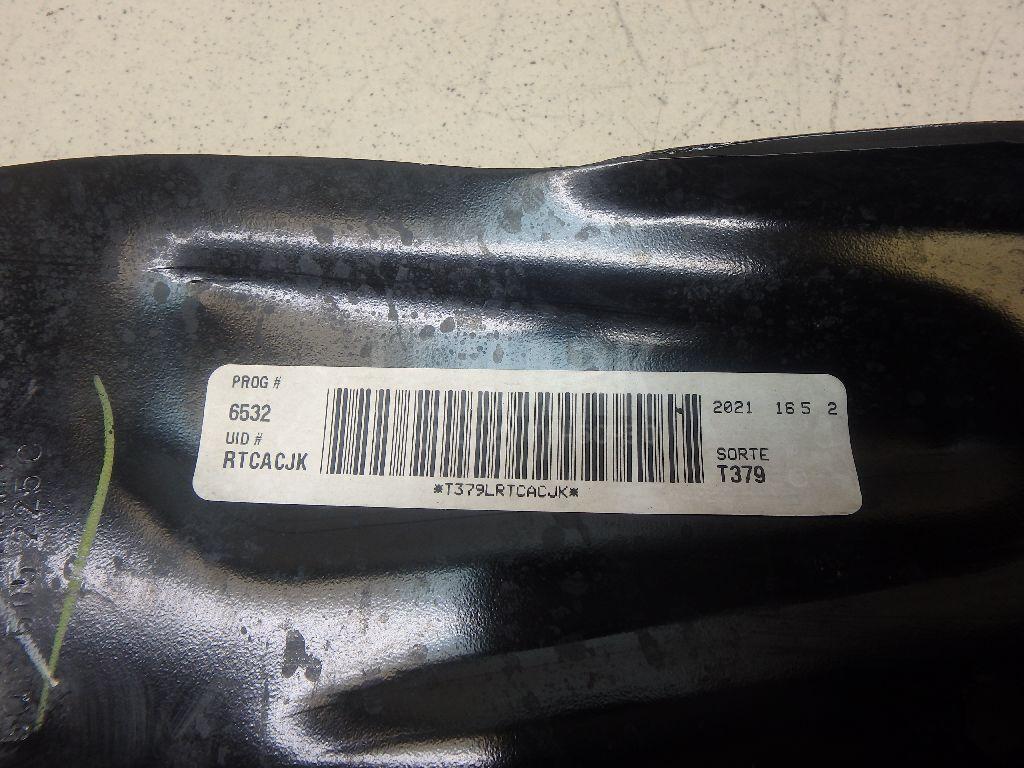 PROG #
6532
UID #
RTCACJK
*T379LRTCACJK*
2021 16 5 2
SORTE
T379